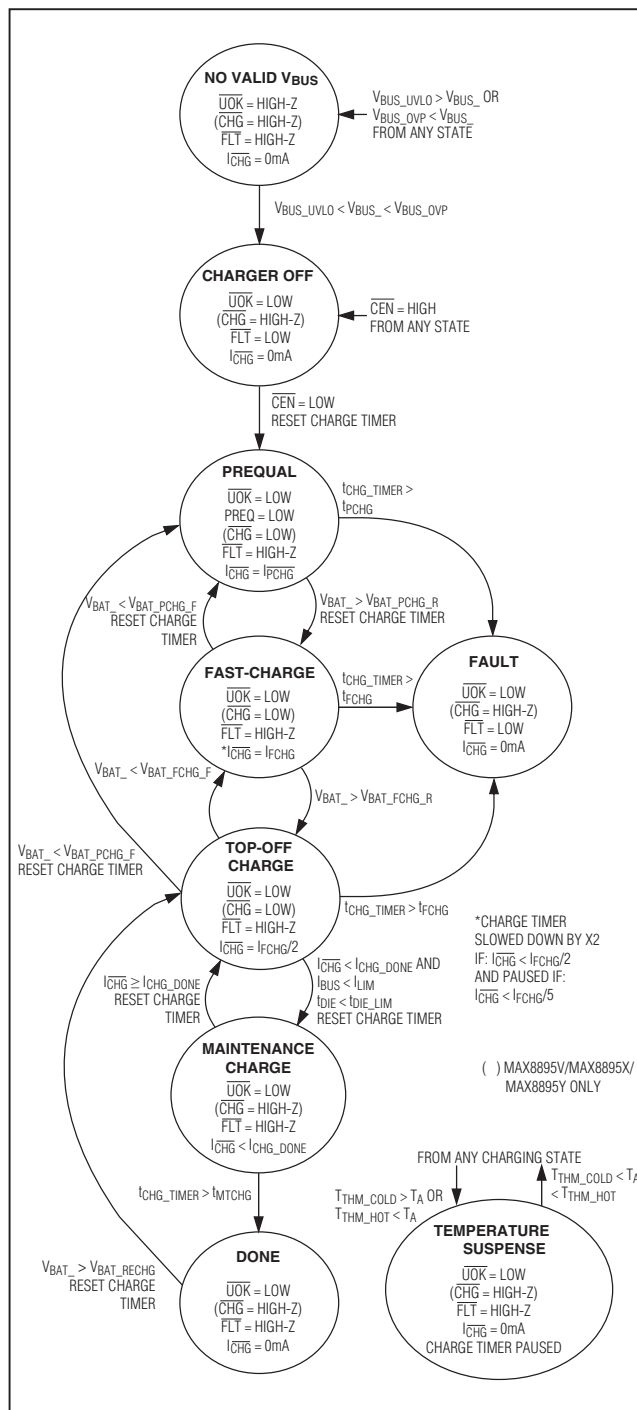 NO VALID VBUS
UOK = HIGH-Z
(CHG = HIGH-Z)
FLT = HIGH-Z
ICHG = 0mA
VBUS_UVLO > VBUS_ OR
VBUS_OVP < VBUS_
FROM ANY STATE
VBUS_UVLO < VBUS_ < VBUS_OVP
CHARGER OFF
UOK = LOW
(CHG = HIGH-Z)
FLT = LOW
ICHG = 0mA
CEN = HIGH
FROM ANY STATE
CEN = LOW
RESET CHARGE TIMER
PREQUAL
UOK = LOW
PREQ = LOW
(CHG = LOW)
FLT = HIGH-Z
ICHG = IPCHG
tCHG_TIMER >
tPCHG
VBAT_ < VBAT_PCHG_F
RESET CHARGE
TIMER
VBAT_ > VBAT_PCHG_R
RESET CHARGE TIMER
FAST-CHARGE
UOK = LOW
(CHG = LOW)
FLT = HIGH-Z
*ICHG = IFCHG
tCHG_TIMER >
tFCHG
FAULT
UOK = LOW
(CHG = HIGH-Z)
FLT = LOW
ICHG = 0mA
VBAT_ < VBAT_FCHG_F
VBAT_ > VBAT_FCHG_R
VBAT_ < VBAT_PCHG_F
RESET CHARGE TIMER
TOP-OFF
CHARGE
UOK = LOW
(CHG = LOW)
FLT = HIGH-Z
ICHG = IFCHG/2
tCHG_TIMER > tFCHG
*CHARGE TIMER
SLOWED DOWN BY X2
IF: ICHG < IFCHG/2
AND PAUSED IF:
ICHG < IFCHG/5
ICHG ≥ ICHG_DONE
RESET CHARGE
TIMER
ICHG < ICHG_DONE AND
IBUS < ILIM
tDIE < tDIE_LIM
RESET CHARGE TIMER
MAINTENANCE
CHARGE
UOK = LOW
(CHG = HIGH-Z)
FLT = HIGH-Z
ICHG < ICHG_DONE
( ) MAX8895V/MAX8895X/
MAX8895Y ONLY
tCHG_TIMER > tMTCHG
VBAT_ > VBAT_RECHG
RESET CHARGE
TIMER
DONE
UOK = LOW
(CHG = HIGH-Z)
FLT = HIGH-Z
ICHG = 0mA
FROM ANY CHARGING STATE
TTHM_COLD > TA OR
TTHM_HOT < TA
TTHM_COLD < TA
< TTHM_HOT
TEMPERATURE
SUSPENSE
UOK = LOW
(CHG = HIGH-Z)
FLT = HIGH-Z
ICHG = 0mA
CHARGE TIMER PAUSED